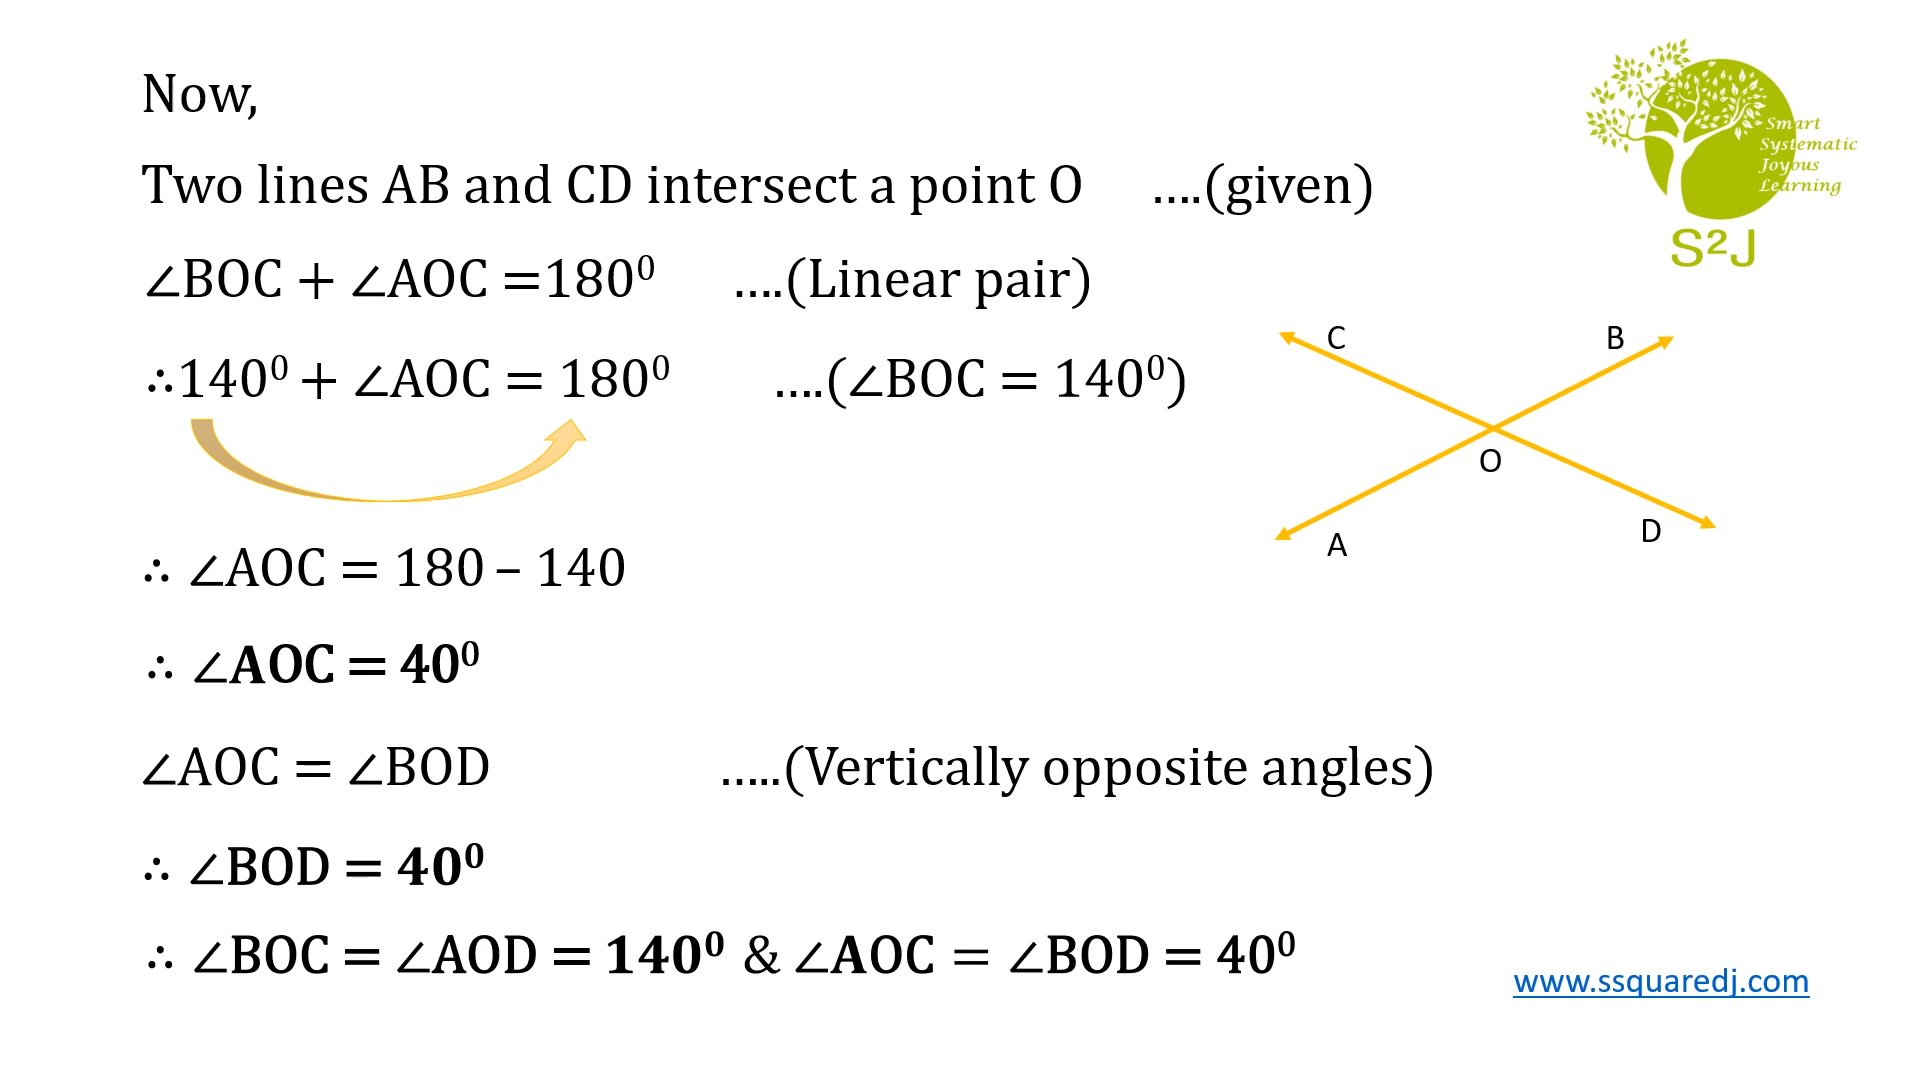 Now,
Two lines AB and CD intersect a point O ….(given)
∠BOC + ∠AOC =180⁰ ….(Linear pair)
∴140⁰ + ∠AOC = 180⁰ ….(∠BOC = 140⁰)
∴ ∠AOC = 180 – 140
∴ ∠AOC = 40⁰
∠AOC = ∠BOD …..(Vertically opposite angles)
∴ ∠BOD = 40⁰
∴ ∠BOC = ∠AOD = 140⁰ & ∠AOC = ∠BOD = 40⁰
Smart
Systematic
Joyous
Learning
S²J
C B
O
A D
www.ssquaredj.com